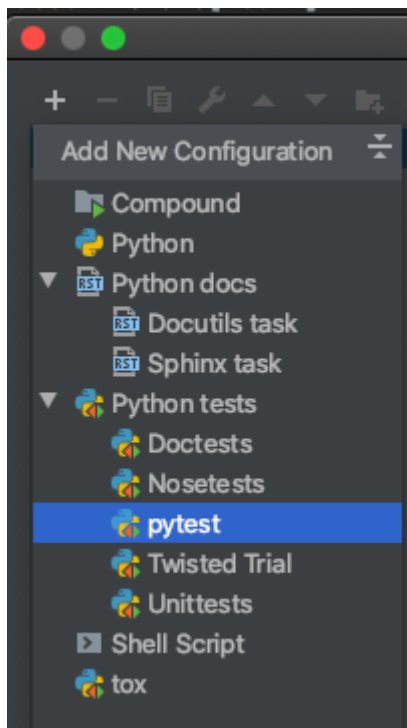 Add New Configuration
Compound
Python
RST Python docs
RST Docutils task
RST Sphinx task
Python tests
Doctests
Nosetests
pytest
Twisted Trial
Unittests
Shell Script
tox